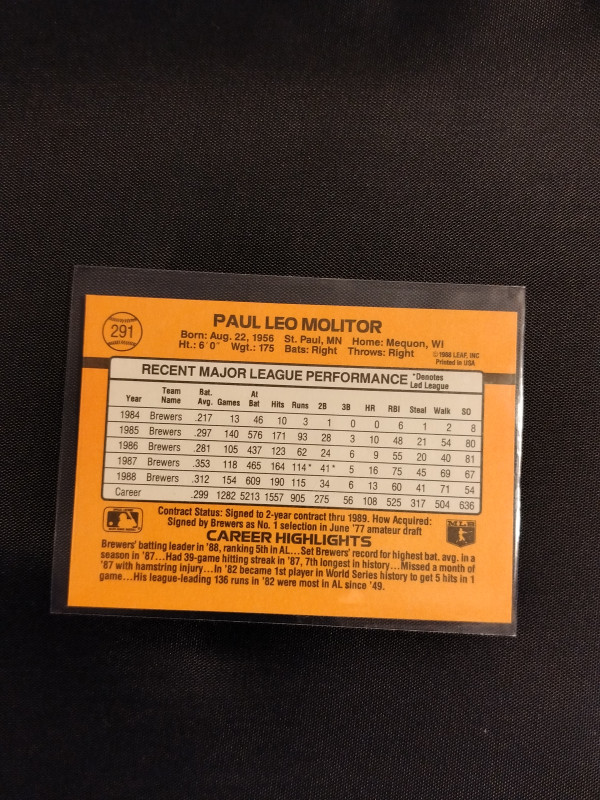 291
PAUL LEO MOLITOR
Born: Aug. 22, 1956 St. Paul, MN Home: Mequon, WI
Ht.: 6´0˝ Wgt.: 175 Bats: Right Throws: Right
©1988 LEAF, INC
Printed in USA
RECENT MAJOR LEAGUE PERFORMANCE *Denotes Led League
Year Team Name Bat. Avg. Games At Bat Hits Runs 2B 3B HR RBI Steal Walk SO
1984 Brewers .217 13 46 10 3 1 0 0 6 1 2 8
1985 Brewers .297 140 576 171 93 28 3 10 48 21 54 80
1986 Brewers .281 105 437 123 62 24 6 9 55 20 40 81
1987 Brewers .353 118 465 164 114* 41* 5 16 75 45 69 67
1988 Brewers .312 154 609 190 115 34 6 13 60 41 71 54
Career .299 1282 5213 1557 905 275 56 108 525 317 504 636
Contract Status: Signed to 2-year contract thru 1989. How Acquired:
Signed by Brewers as No. 1 selection in June '77 amateur draft
CAREER HIGHLIGHTS
Brewers' batting leader in '88, ranking 5th in AL...Set Brewers' record for highest bat. avg. in a
season in '87...Had 39-game hitting streak in '87, 7th longest in history...Missed a month of
'87 with hamstring injury...In '82 became 1st player in World Series history to get 5 hits in 1
game...His league-leading 136 runs in '82 were most in AL since '49.